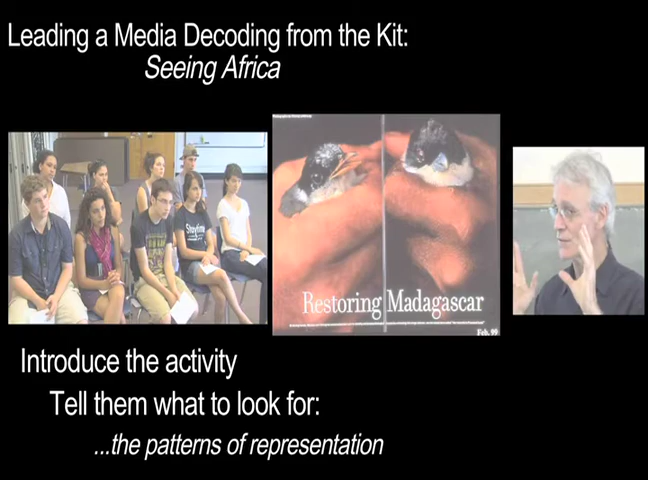 Leading a Media Decoding from the Kit:
Seeing Africa
Restoring Madagascar
Feb. 99
Introduce the activity
Tell them what to look for:
...the patterns of representation